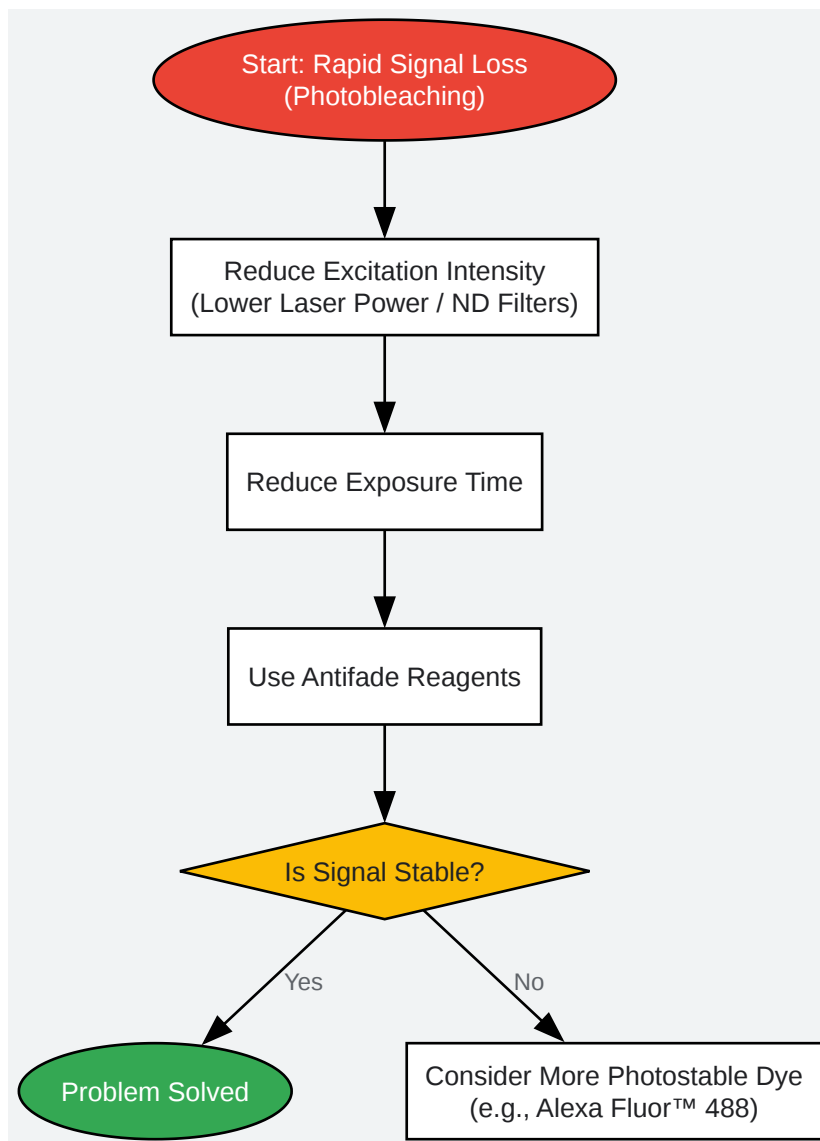 Start: Rapid Signal Loss
(Photobleaching)
Reduce Excitation Intensity
(Lower Laser Power / ND Filters)
Reduce Exposure Time
Use Antifade Reagents
Is Signal Stable?
Yes
No
Problem Solved
Consider More Photostable Dye
(e.g., Alexa Fluor™ 488)